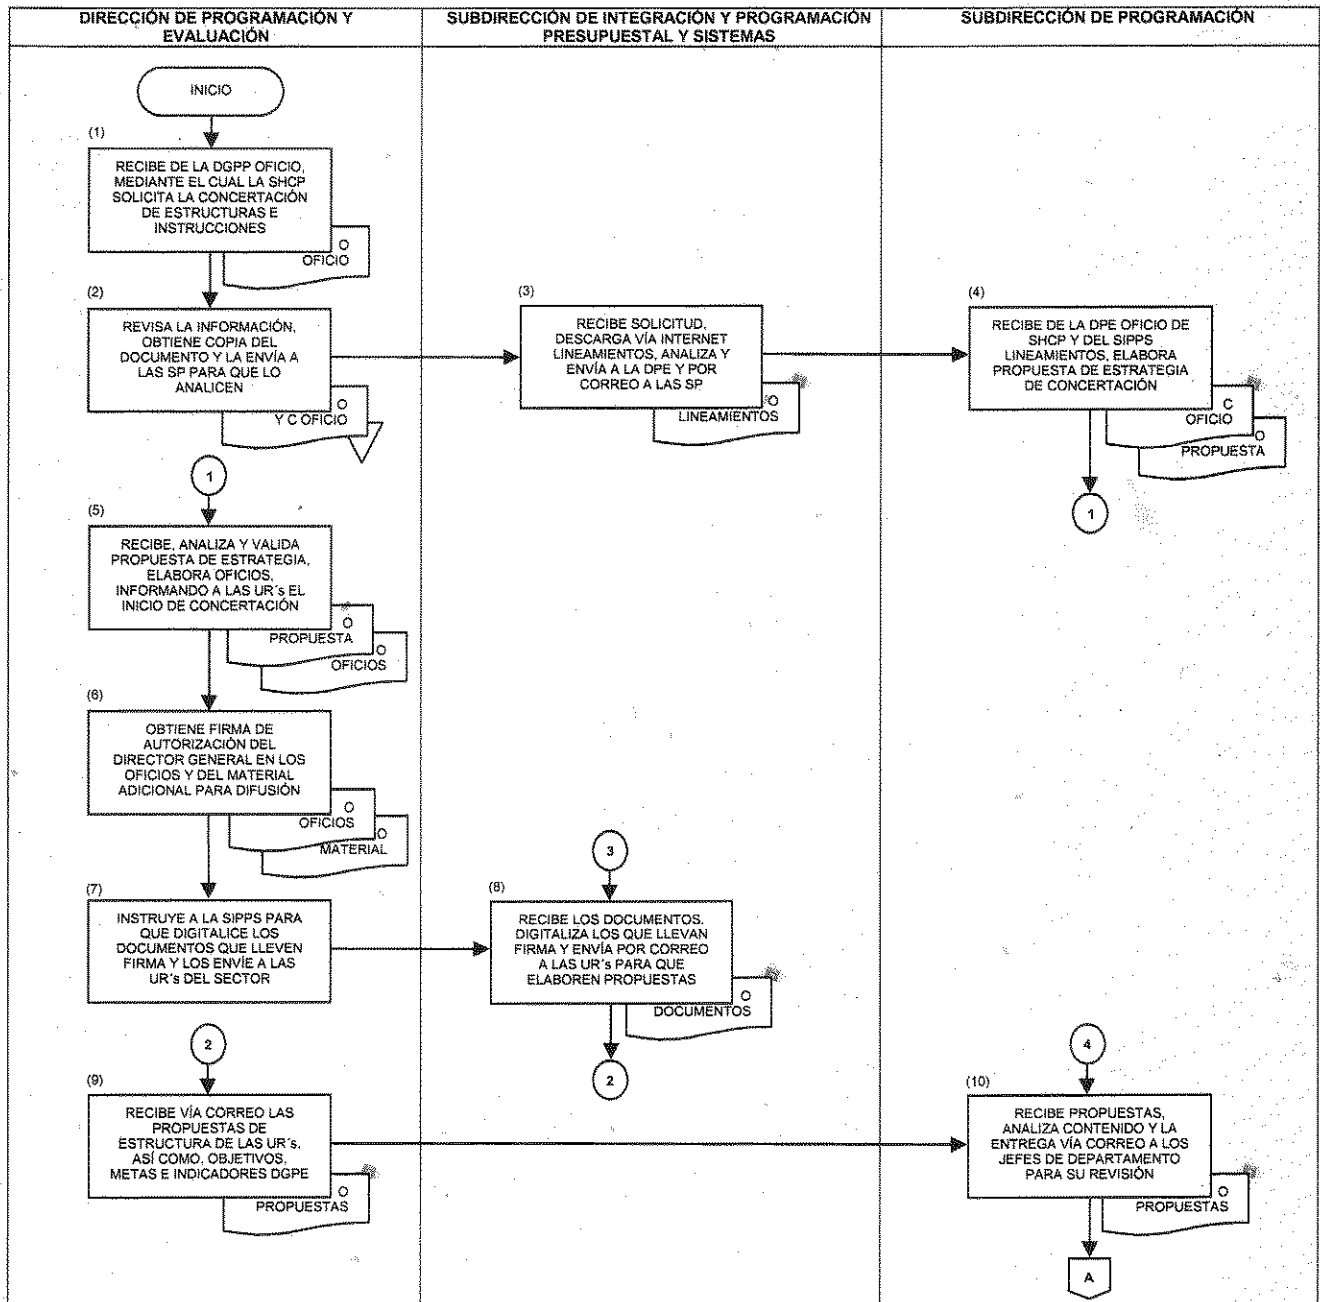 DIRECCIÓN DE PROGRAMACIÓN Y
EVALUACIÓN
SUBDIRECCIÓN DE INTEGRACIÓN Y PROGRAMACIÓN
PRESUPUESTAL Y SISTEMAS
SUBDIRECCIÓN DE PROGRAMACIÓN
INICIO
(1)
RECIBE DE LA DGPP OFICIO,
MEDIANTE EL CUAL LA SHCP
SOLICITA LA CONCERTACIÓN
DE ESTRUCTURAS E
INSTRUCCIONES
O
OFICIO
(2)
REVISA LA INFORMACIÓN,
OBTIENE COPIA DEL
DOCUMENTO Y LA ENVÍA A
LAS SP PARA QUE LO
ANALICEN
O
Y C OFICIO
(3)
RECIBE SOLICITUD,
DESCARGA VÍA INTERNET
LINEAMIENTOS, ANALIZA Y
ENVÍA A LA DPE Y POR
CORREO A LAS SP
O
LINEAMIENTOS
(4)
RECIBE DE LA DPE OFICIO DE
SHCP Y DEL SIPPS
LINEAMIENTOS, ELABORA
PROPUESTA DE ESTRATEGIA
DE CONCERTACIÓN
C
OFICIO
O
PROPUESTA
1
1
(5)
RECIBE, ANALIZA Y VALIDA
PROPUESTA DE ESTRATEGIA,
ELABORA OFICIOS,
INFORMANDO A LAS UR´s EL
INICIO DE CONCERTACIÓN
O
PROPUESTA
O
OFICIOS
(6)
OBTIENE FIRMA DE
AUTORIZACIÓN DEL
DIRECTOR GENERAL EN LOS
OFICIOS Y DEL MATERIAL
ADICIONAL PARA DIFUSIÓN
O
OFICIOS
O
MATERIAL
(7)
INSTRUYE A LA SIPPS PARA
QUE DIGITALICE LOS
DOCUMENTOS QUE LLEVEN
FIRMA Y LOS ENVÍE A LAS
UR's DEL SECTOR
3
(8)
RECIBE LOS DOCUMENTOS.
DIGITALIZA LOS QUE LLEVAN
FIRMA Y ENVÍA POR CORREO
A LAS UR´s PARA QUE
ELABOREN PROPUESTAS
O
DOCUMENTOS
2
2
(9)
RECIBE VÍA CORREO LAS
PROPUESTAS DE
ESTRUCTURA DE LAS UR´s.
ASÍ COMO, OBJETIVOS,
METAS E INDICADORES DGPE
O
PROPUESTAS
4
(10)
RECIBE PROPUESTAS,
ANALIZA CONTENIDO Y LA
ENTREGA VÍA CORREO A LOS
JEFES DE DEPARTAMENTO
PARA SU REVISIÓN
O
PROPUESTAS
A